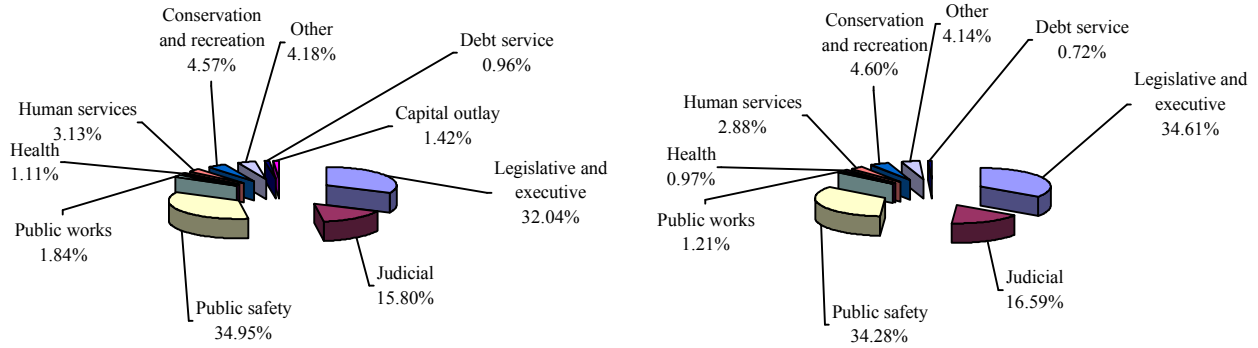 Conservation
and recreation
4.57%
Other
4.18%
Debt service
0.96%
Capital outlay
1.42%
Legislative and
executive
32.04%
Judicial
15.80%
Public safety
34.95%
Public works
1.84%
Health
1.11%
Human services
3.13%
Conservation
and recreation
4.60%
Other
4.14%
Debt service
0.72%
Legislative and
executive
34.61%
Judicial
16.59%
Public safety
34.28%
Public works
1.21%
Health
0.97%
Human services
2.88%